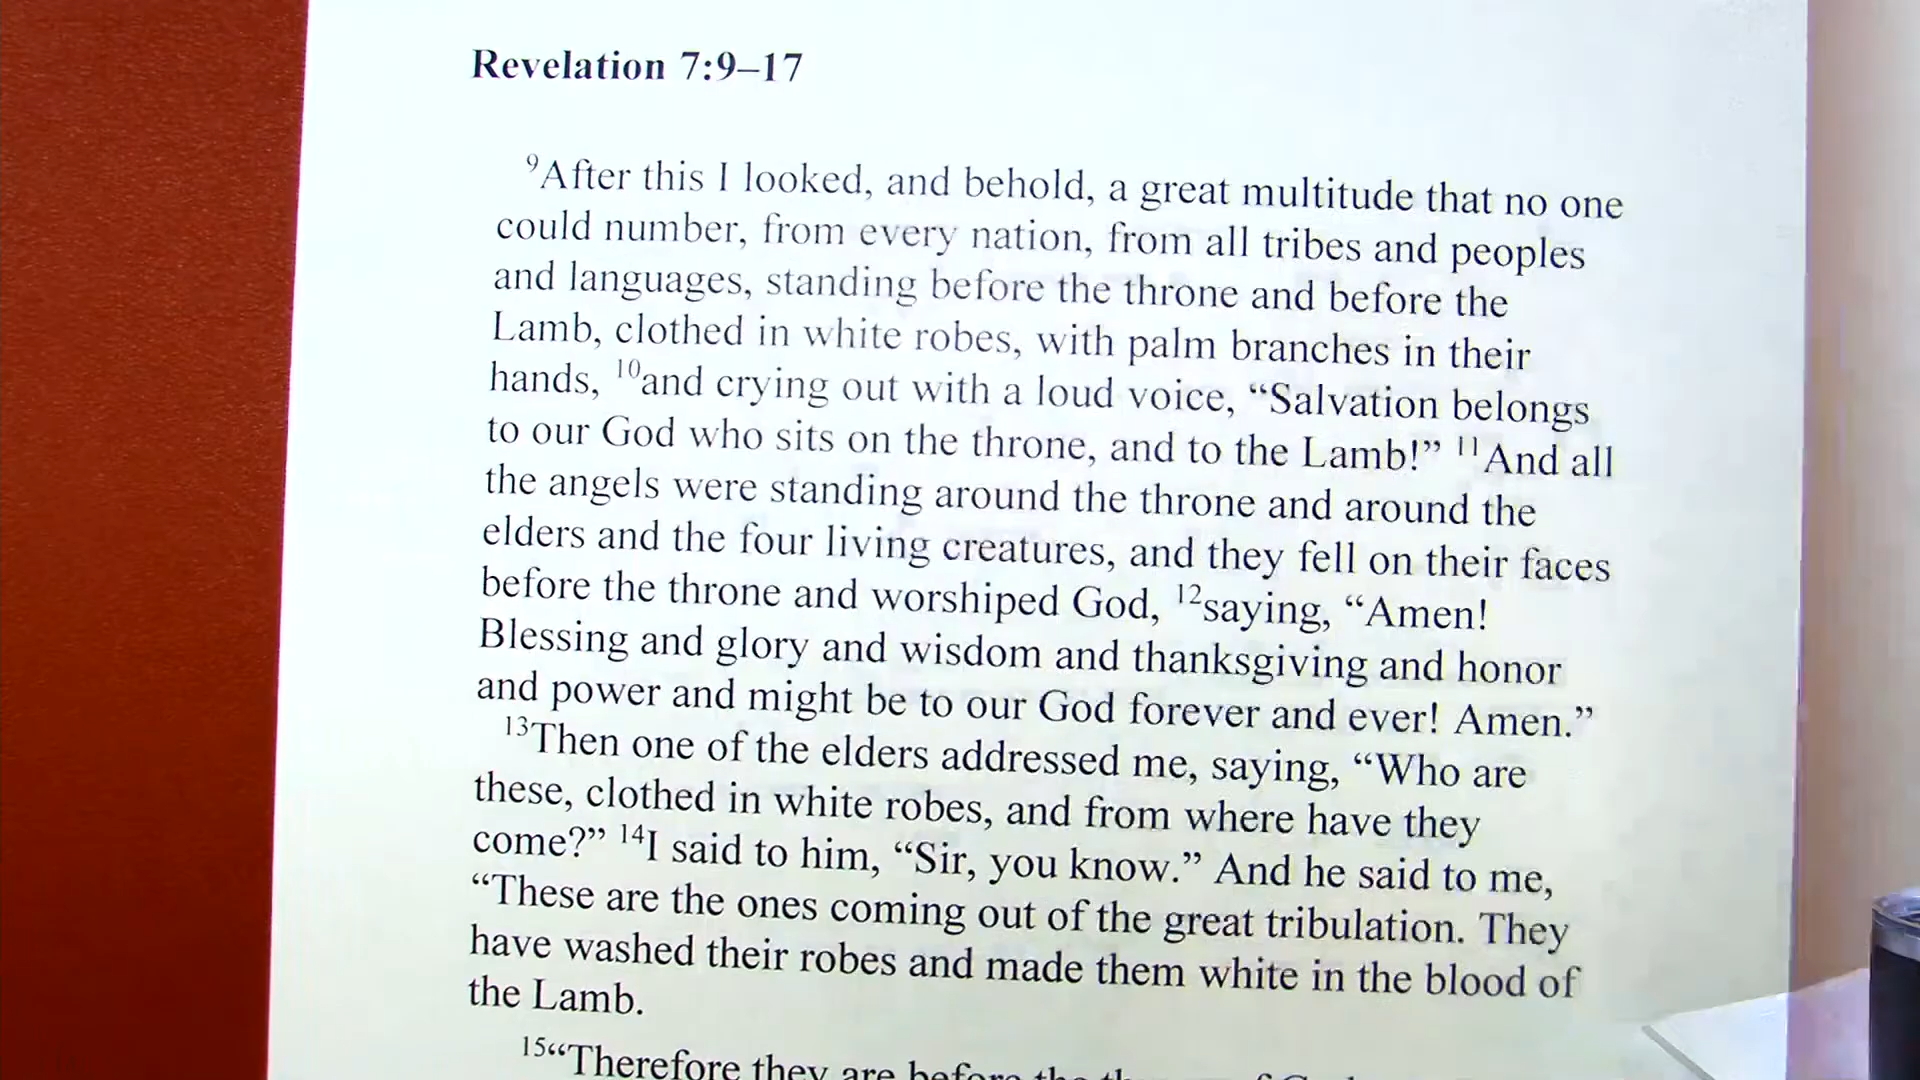 Revelation 7:9–17
⁹After this I looked, and behold, a great multitude that no one
could number, from every nation, from all tribes and peoples
and languages, standing before the throne and before the
Lamb, clothed in white robes, with palm branches in their
hands, ¹⁰and crying out with a loud voice, “Salvation belongs
to our God who sits on the throne, and to the Lamb!” ¹¹And all
the angels were standing around the throne and around the
elders and the four living creatures, and they fell on their faces
before the throne and worshiped God, ¹²saying, “Amen!
Blessing and glory and wisdom and thanksgiving and honor
and power and might be to our God forever and ever! Amen.”
¹³Then one of the elders addressed me, saying, “Who are
these, clothed in white robes, and from where have they
come?” ¹⁴I said to him, “Sir, you know.” And he said to me,
“These are the ones coming out of the great tribulation. They
have washed their robes and made them white in the blood of
the Lamb.
¹⁵“Therefore they are before the